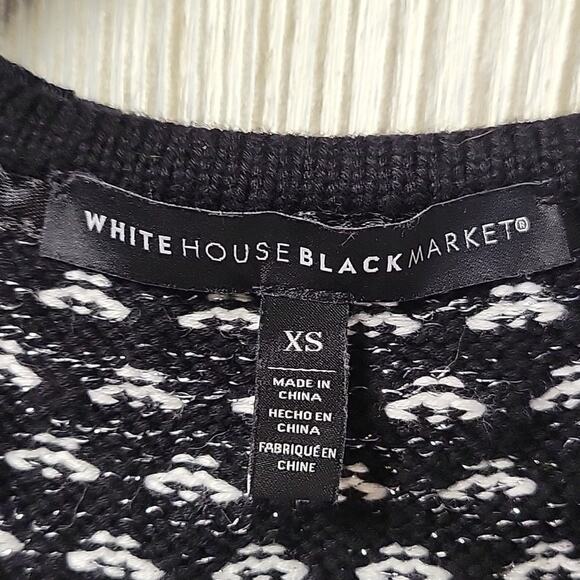 WHITE HOUSE BLACK MARKET®
XS
MADE IN
CHINA
HECHO EN
CHINA
FABRIQUÉ EN
CHINE